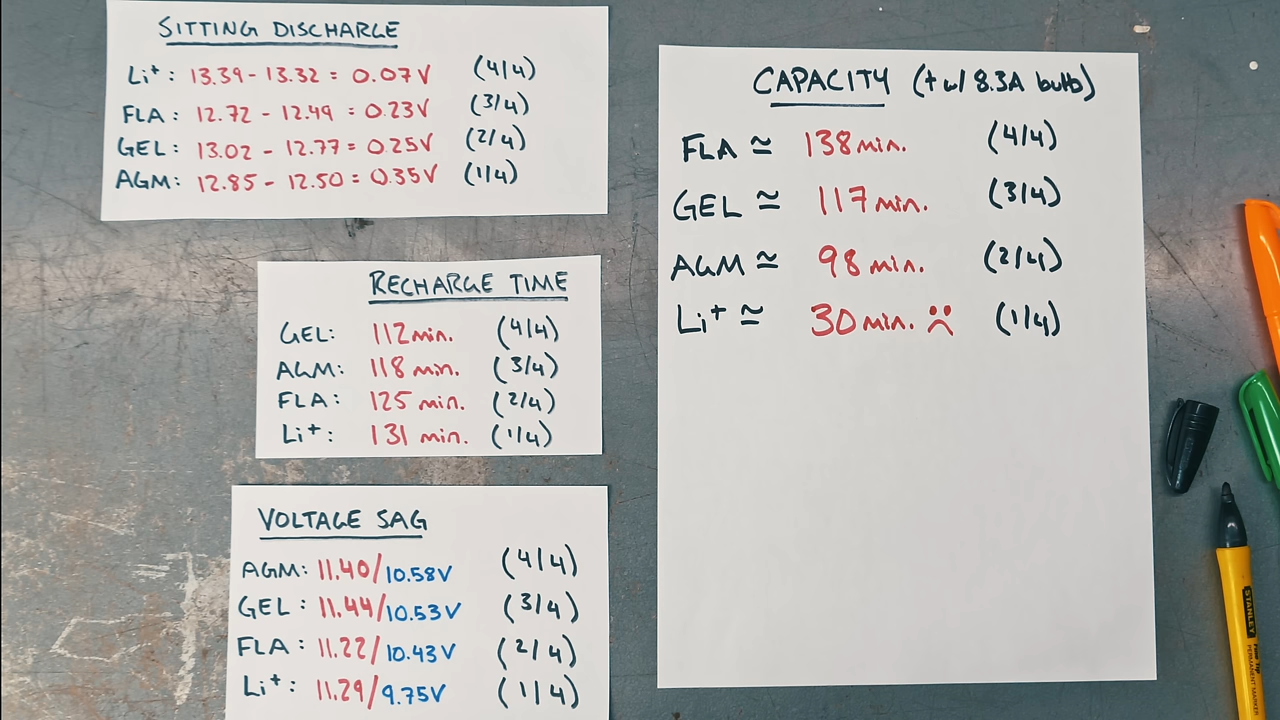 SITTING DISCHARGE
Li+: 13.39 - 13.32 = 0.07V (4/4)
FLA: 12.72 - 12.49 = 0.23V (3/4)
GEL: 13.02 - 12.77 = 0.25V (2/4)
AGM: 12.85 - 12.50 = 0.35V (1/4)
RECHARGE TIME
GEL: 112 min. (4/4)
AGM: 118 min. (3/4)
FLA: 125 min. (2/4)
Li+: 131 min. (1/4)
VOLTAGE SAG
AGM: 11.40/10.58V (4/4)
GEL: 11.44/10.53V (3/4)
FLA: 11.22/10.43V (2/4)
Li+: 11.29/9.75V (1/4)
CAPACITY (t w/ 8.3A bulb)
FLA ≃ 138 min. (4/4)
GEL ≃ 117 min. (3/4)
AGM ≃ 98 min. (2/4)
Li+ ≃ 30 min. (1/4)
STANLEY
Fine Tip
PERMANENT MARKER